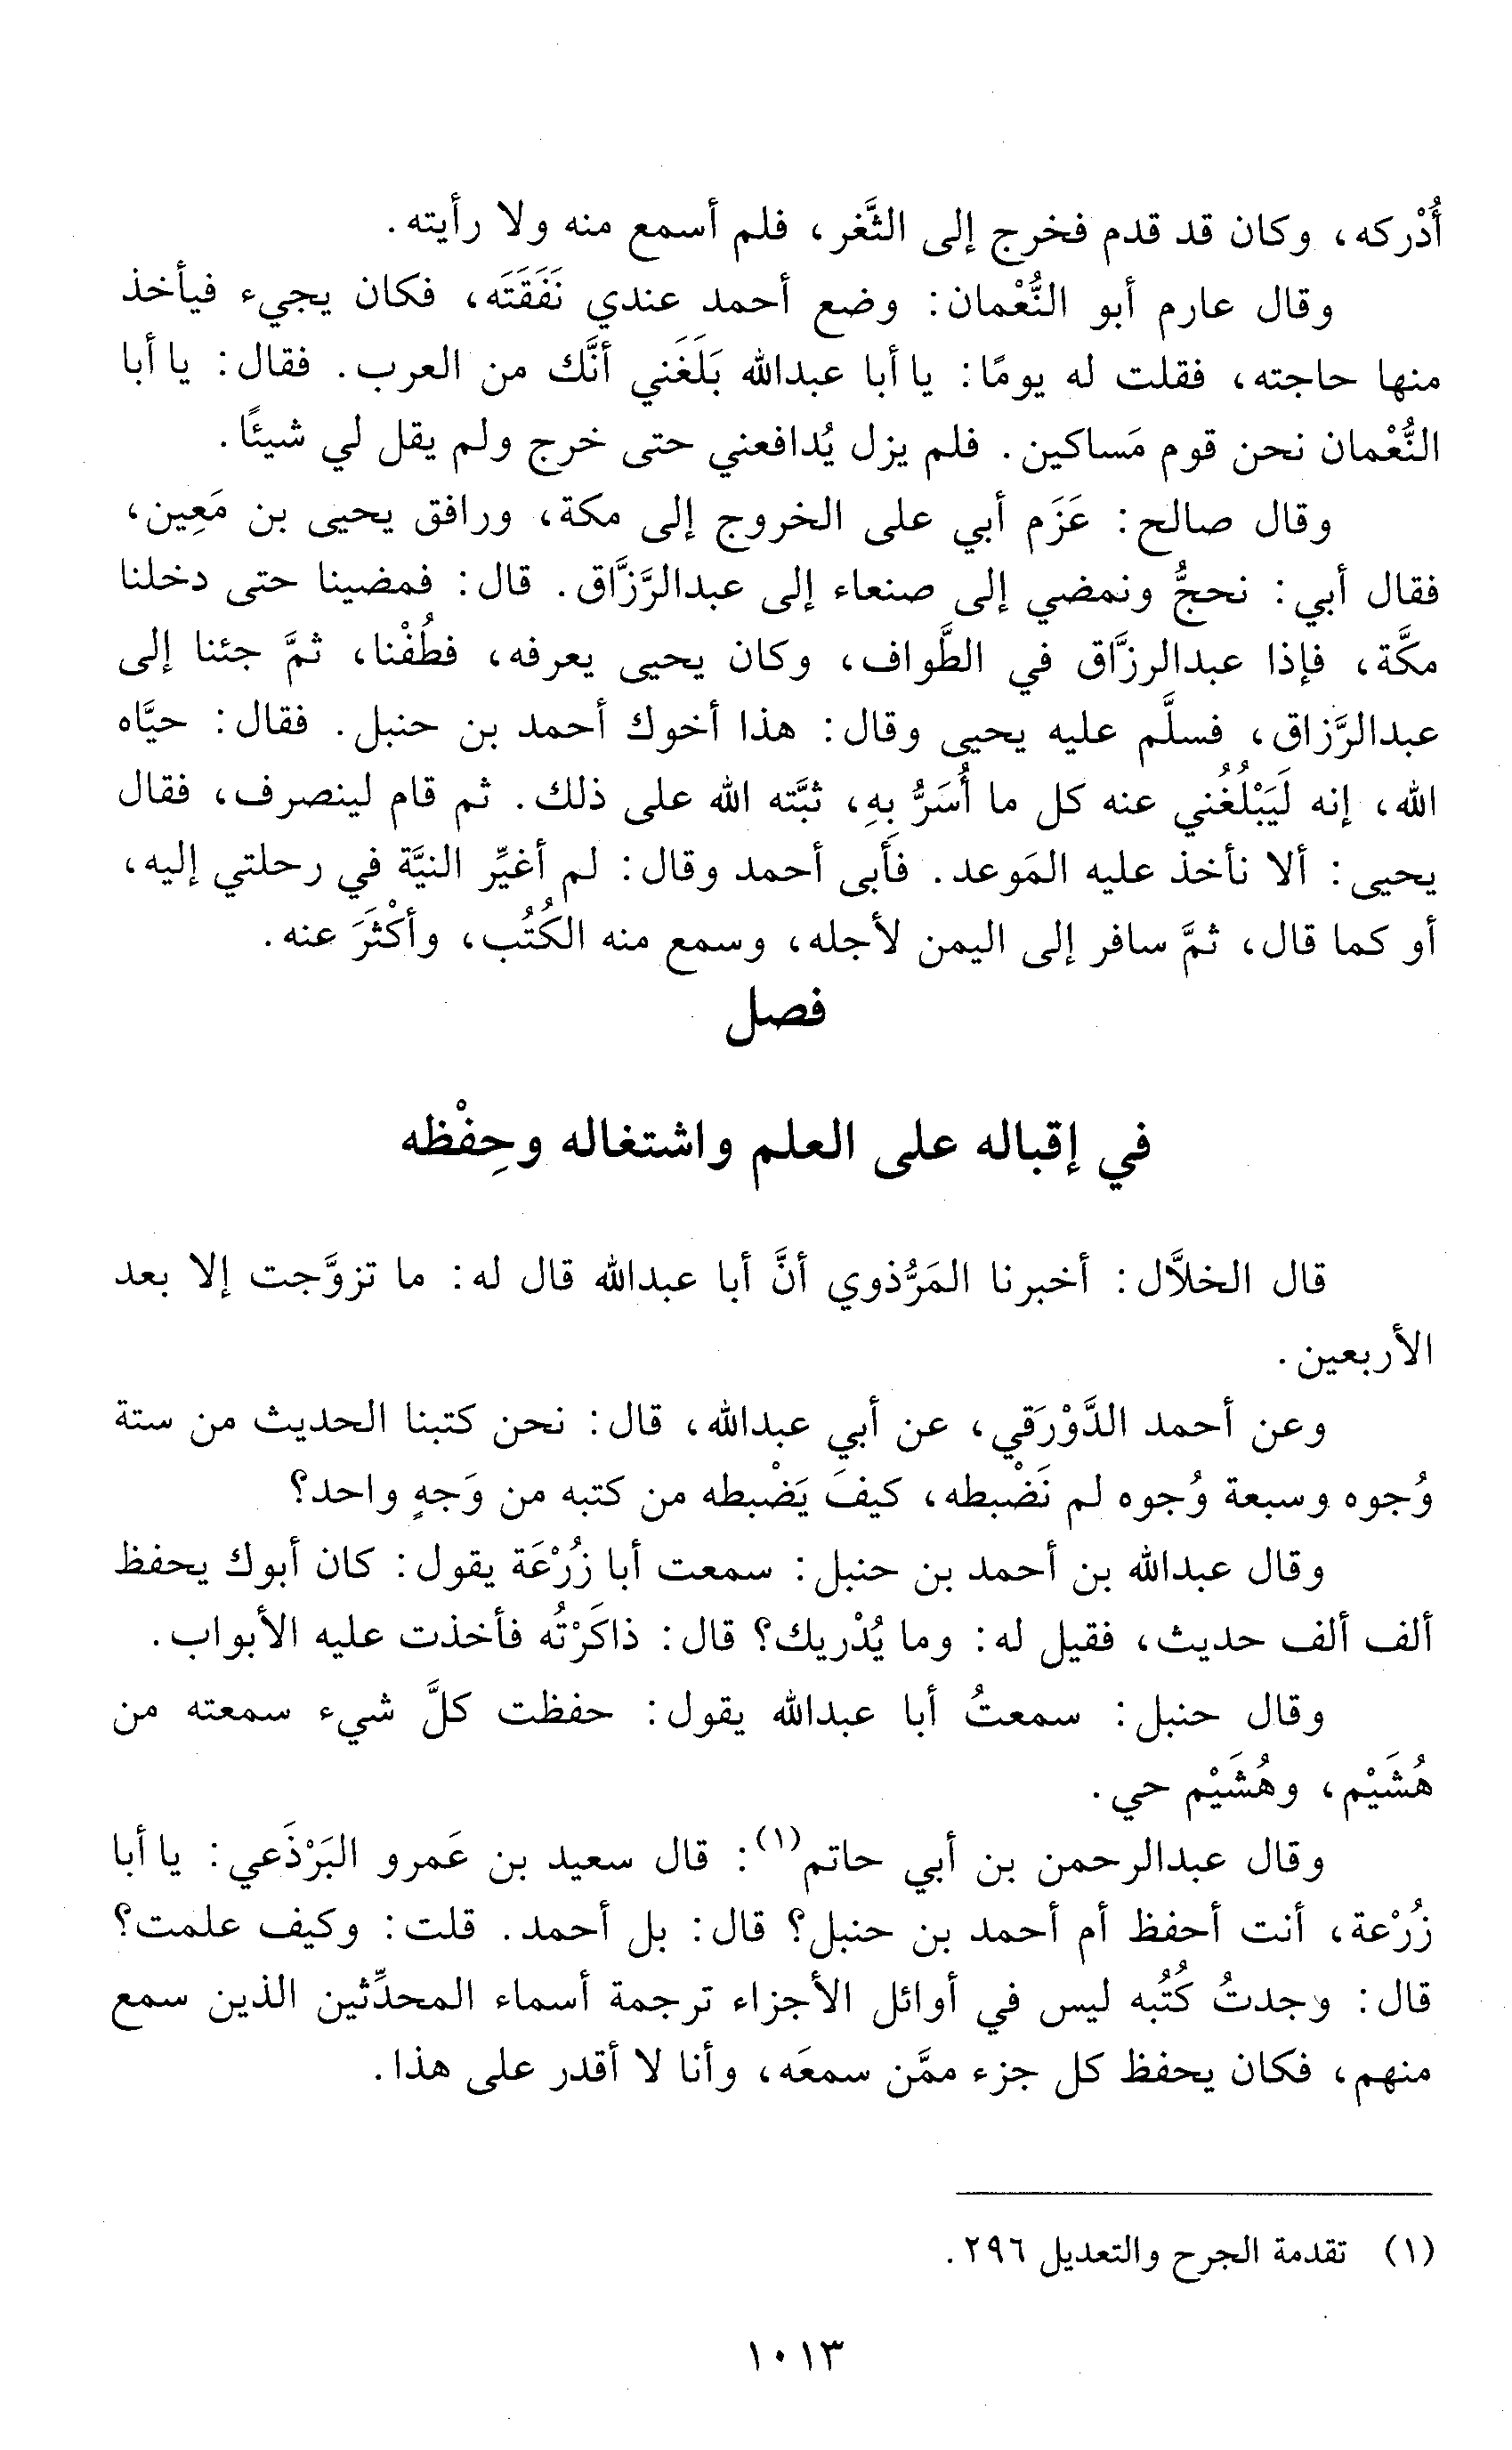 أُدْركه، وكان قد قدم فخرج إلى الثَّغر، فلم أسمع منه ولا رأيته.
وقال عارم أبو النُّعْمان: وضع أحمد عندي نَفَقَتَه، فكان يجيء فيأخذ
منها حاجته، فقلت له يومًا: يا أبا عبدالله بَلَغَني أنَّك من العرب. فقال: يا أبا
النُّعْمان نحن قوم مَساكين. فلم يزل يُدافعني حتى خرج ولم يقل لي شيئًا.
وقال صالح: عَزَم أبي على الخروج إلى مكة، ورافق يحيى بن مَعِين،
فقال أبي: نحجُّ ونمضي إلى صنعاء إلى عبدالرَّزَّاق. قال: فمضينا حتى دخلنا
مكَّة، فإذا عبدالرزَّاق في الطَّواف، وكان يحيى يعرفه، فطُفْنا، ثمَّ جئنا إلى
عبدالرَّزاق، فسلَّم عليه يحيى وقال: هذا أخوك أحمد بن حنبل. فقال: حيَّاه
الله، إنه لَيَبْلُغُني عنه كل ما أُسَرُّ بِهِ، ثبَّته الله على ذلك. ثم قام لينصرف، فقال
يحيى: ألا نأخذ عليه المَوعد. فأَبى أحمد وقال: لم أغيِّر النيَّة في رحلتي إليه،
أو كما قال، ثمَّ سافر إلى اليمن لأجله، وسمع منه الكُتُب، وأكْثَرَ عنه.
فصل
في إقباله على العلم واشتغاله وحِفْظه
قال الخلاَّل: أخبرنا المَرُّذوي أنَّ أبا عبدالله قال له: ما تزوَّجت إلا بعد
الأربعين.
وعن أحمد الدَّوْرَقي، عن أبي عبدالله، قال: نحن كتبنا الحديث من ستة
وُجوه وسبعة وُجوه لم نَضْبطه، كيفَ يَضْبطه من كتبه من وَجهٍ واحد؟
وقال عبدالله بن أحمد بن حنبل: سمعت أبا زُرْعَة يقول: كان أبوك يحفظ
ألف ألف حديث، فقيل له: وما يُدْريك؟ قال: ذاكَرْتُه فأخذت عليه الأبواب.
وقال حنبل: سمعتُ أبا عبدالله يقول: حفظت كلَّ شيء سمعته من
هُشَيْم، وهُشَيْم حي.
وقال عبدالرحمن بن أبي حاتم(١): قال سعيد بن عَمرو البَرْذَعي: يا أبا
زُرْعة، أنت أحفظ أم أحمد بن حنبل؟ قال: بل أحمد. قلت: وكيف علمت؟
قال: وجدتُ كُتُبه ليس في أوائل الأجزاء ترجمة أسماء المحدِّثين الذين سمع
منهم، فكان يحفظ كل جزء ممَّن سمعَه، وأنا لا أقدر على هذا.
(١) تقدمة الجرح والتعديل ٢٩٦.
١٠١٣